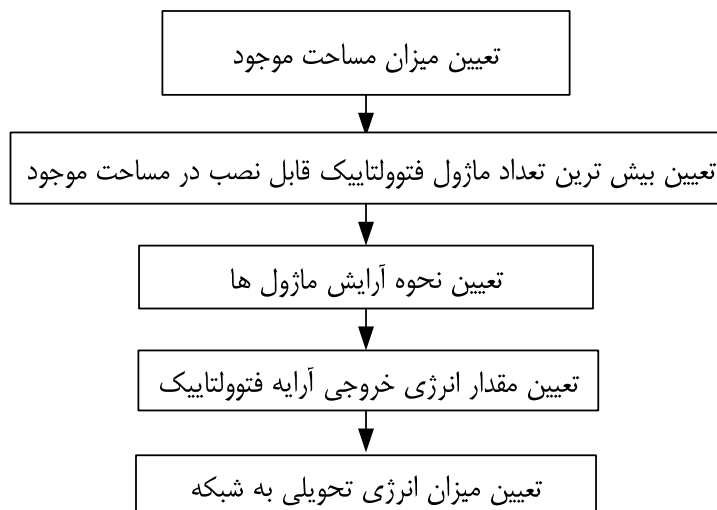 تعیین میزان مساحت موجود
تعیین بیش ترین تعداد ماژول فتوولتاییک قابل نصب در مساحت موجود
تعیین نحوه آرایش ماژول ها
تعیین مقدار انرژی خروجی آرایه فتوولتاییک
تعیین میزان انرژی تحویلی به شبکه